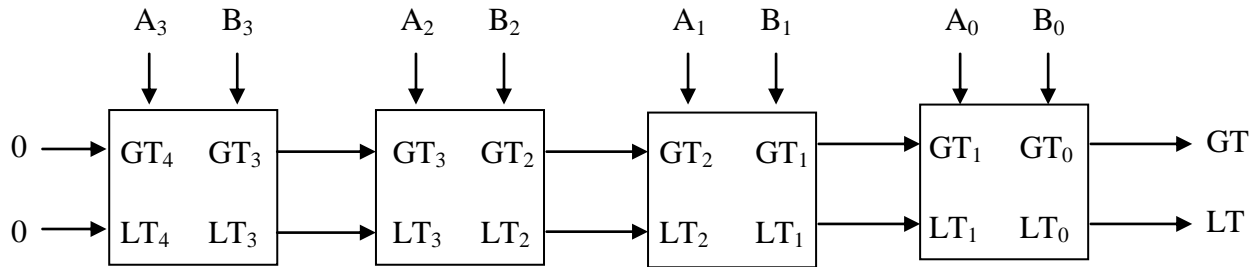 A₃ B₃ A₂ B₂ A₁ B₁ A₀ B₀
0 GT₄ GT₃ GT₃ GT₂ GT₂ GT₁ GT₁ GT₀ GT
0 LT₄ LT₃ LT₃ LT₂ LT₂ LT₁ LT₁ LT₀ LT